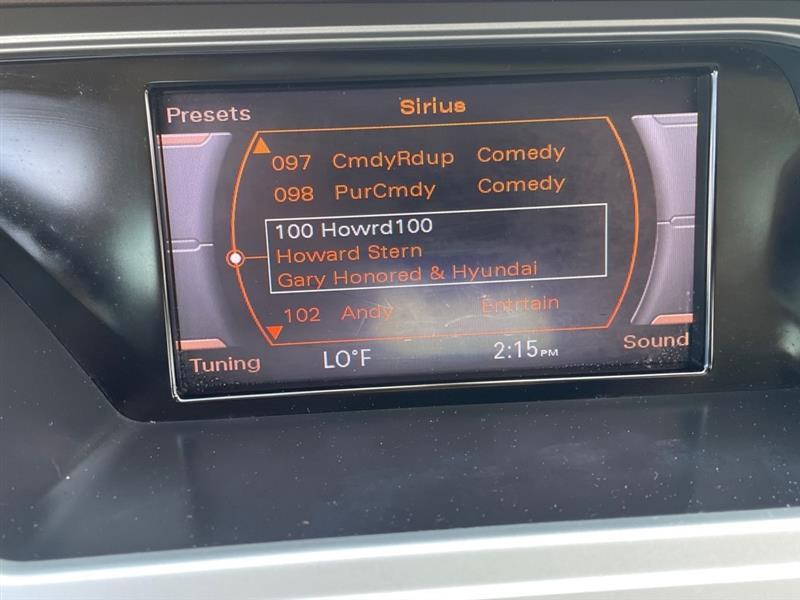 Presets
Sirius
097 CmdyRdup Comedy
098 PurCmdy Comedy
100 Howrd100
Howard Stern
Gary Honored & Hyundai
102 Andy Entrtain
Tuning
LO°F
2:15PM
Sound